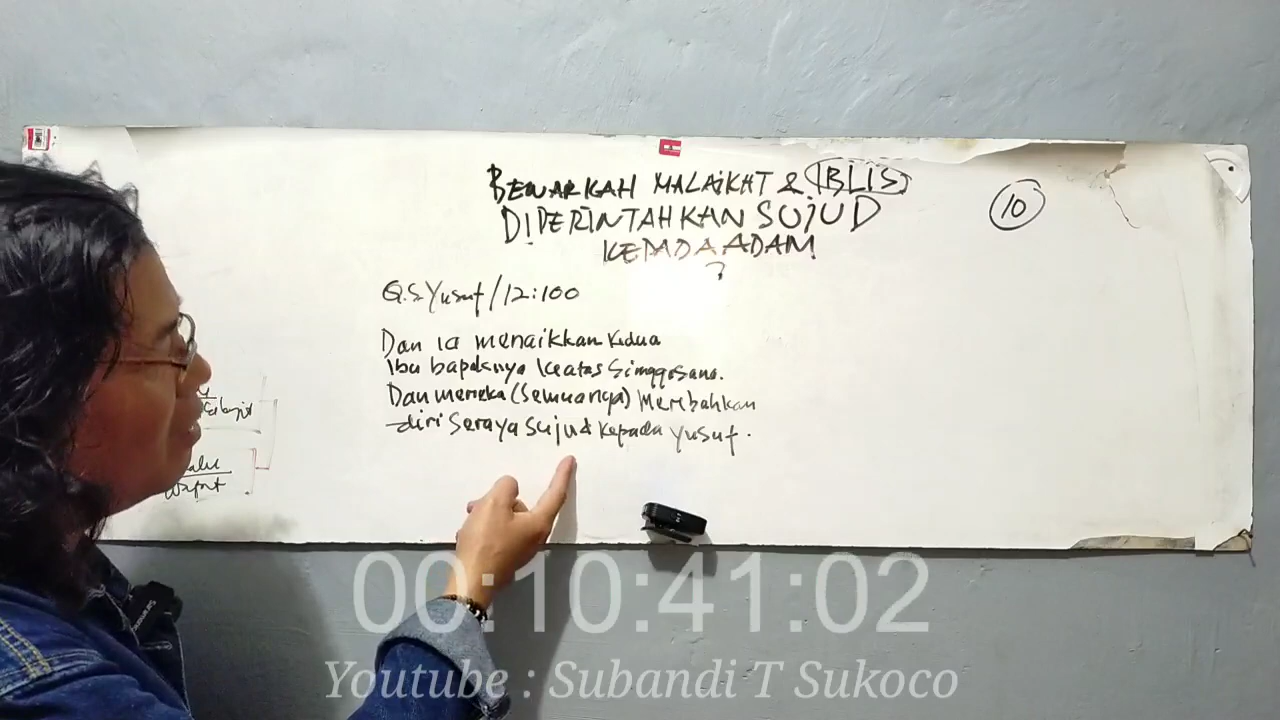 BENARKAH MALAIKAT & IBLIS
DIPERINTAHKAN SUJUD
KEPADA ADAM
?
10
Q.S Yusuf / 12:100
Dan ia menaikkan kedua
Ibu bapaknya keatas Singgasana.
Dan mereka (semuanya) Merebahkan
diri Seraya Sujud kepada Yusuf.
Wafat
00:10:41:02
Youtube : Subandi T Sukoco